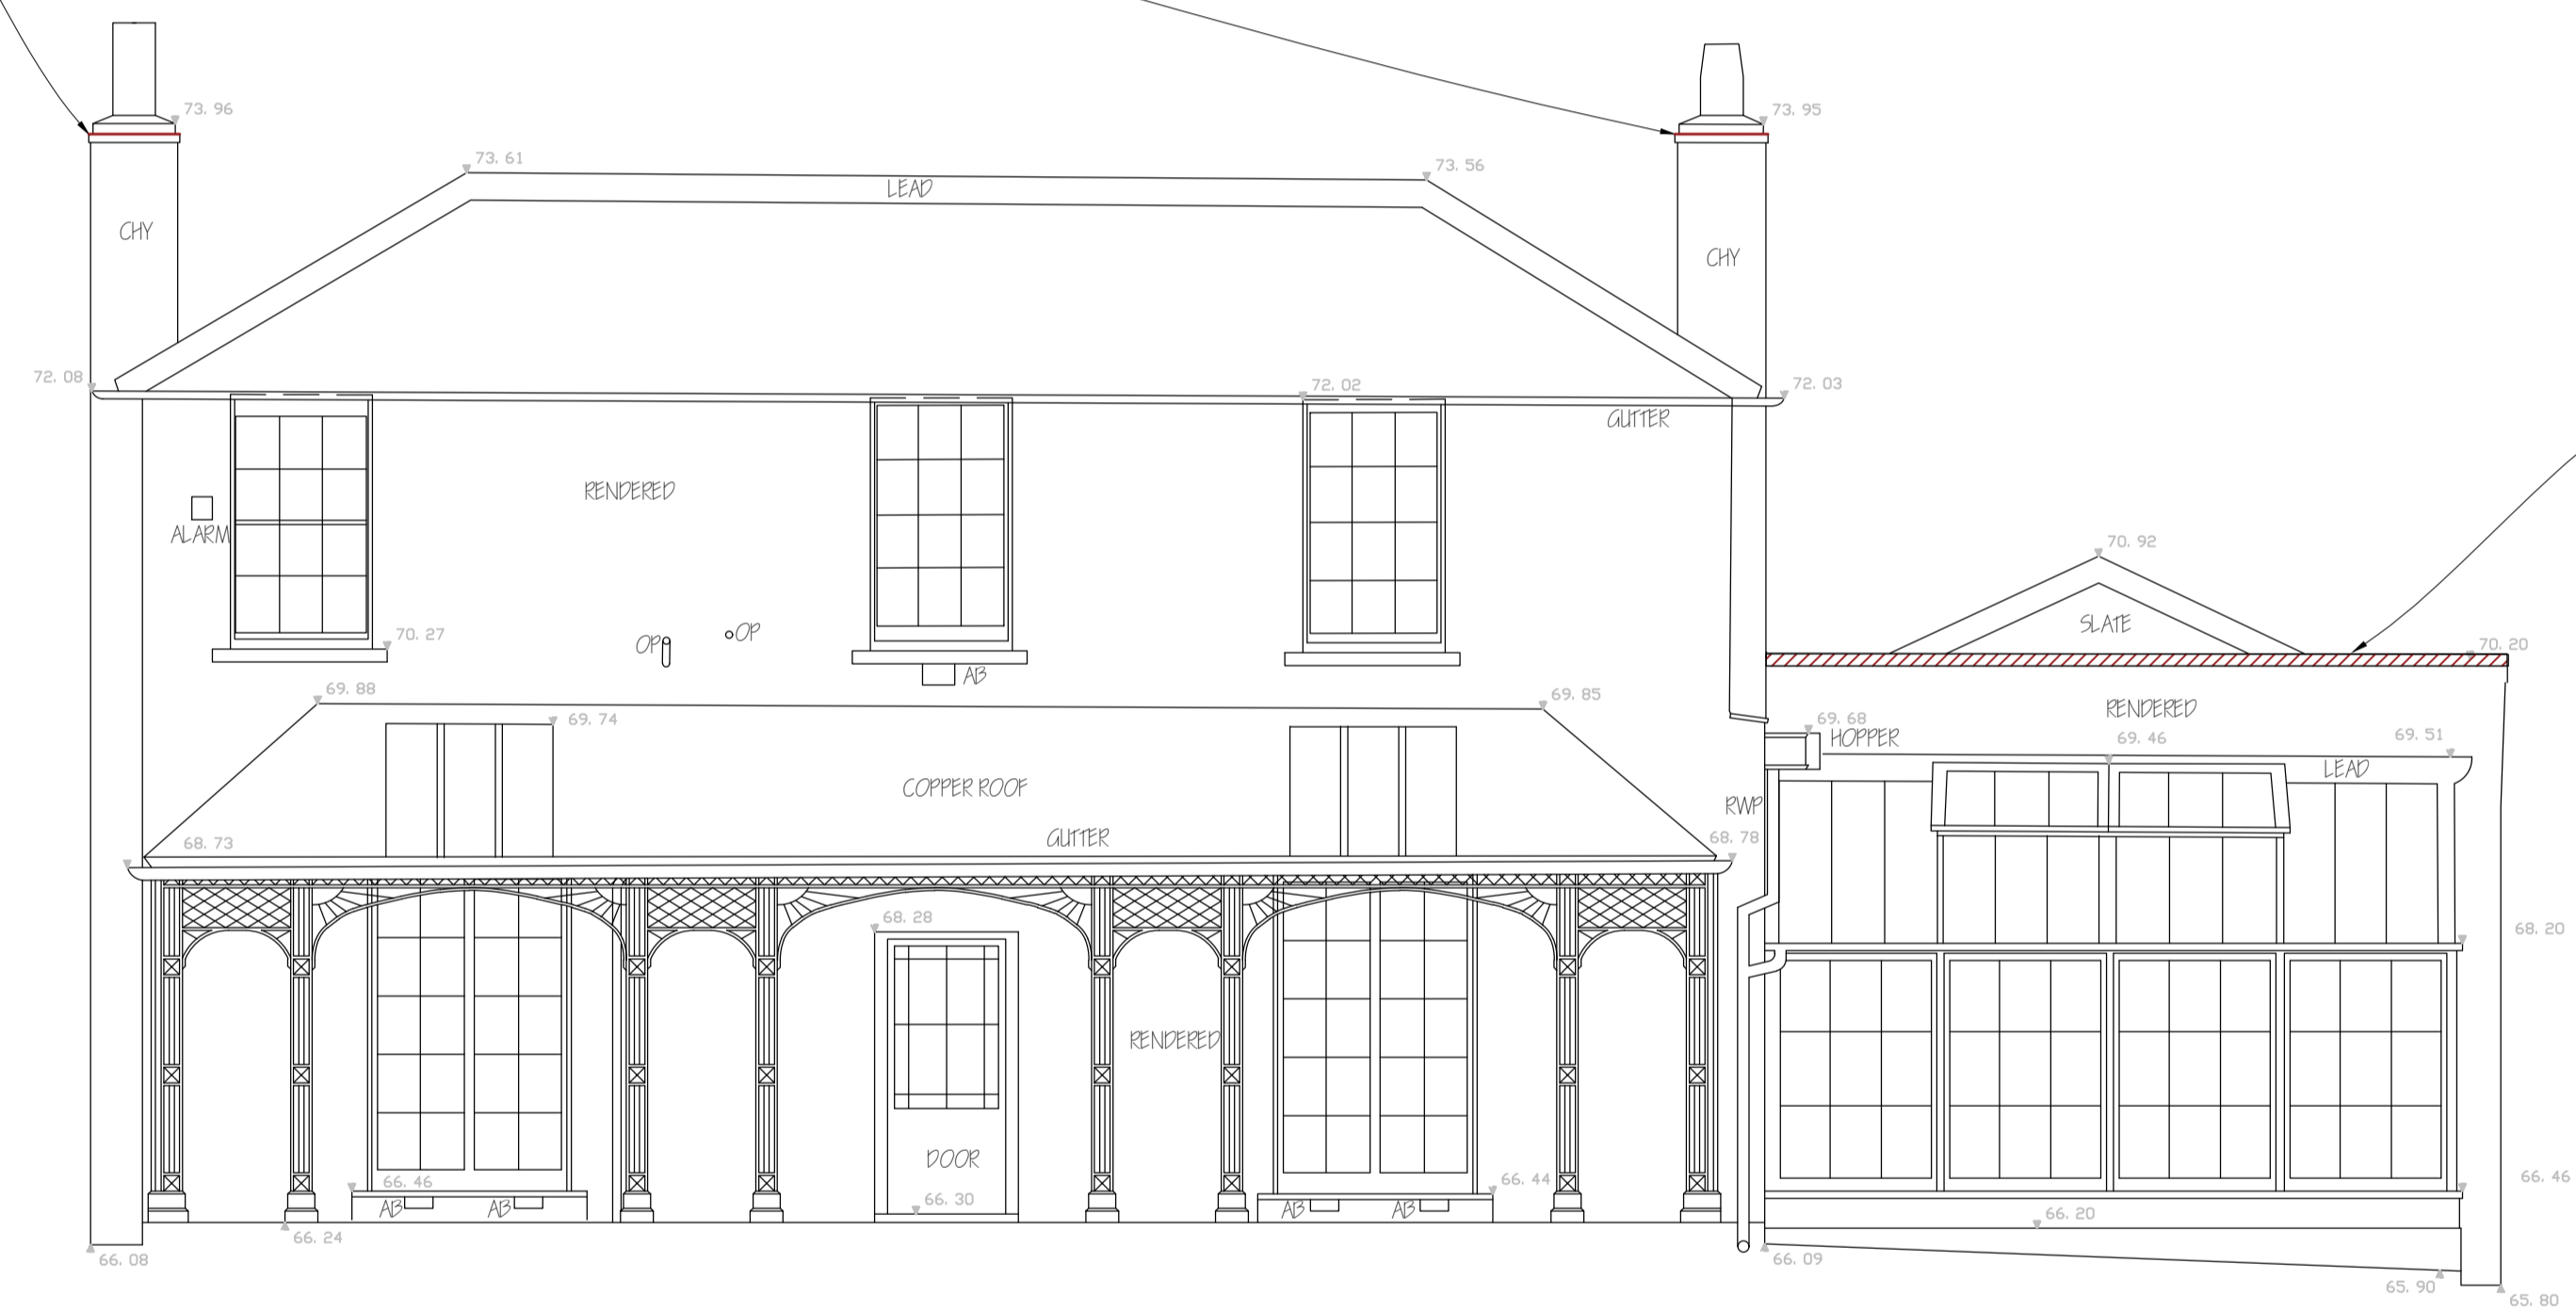 73. 96
73. 95
73. 61
73. 56
LEAD
CHY
CHY
72. 08
72. 02
72. 03
GUTTER
RENDERED
ALARM
70. 92
SLATE
70. 27
OP
OP
70. 20
AB
69. 88
69. 85
69. 74
RENDERED
69. 68
HOPPER
69. 46
69. 51
LEAD
COPPER ROOF
RWP
GUTTER
68. 73
68. 78
68. 28
68. 20
RENDERED
DOOR
66. 46
66. 44
66. 46
66. 30
AB
AB
AB
AB
66. 20
66. 24
66. 08
66. 09
65. 90
65. 80